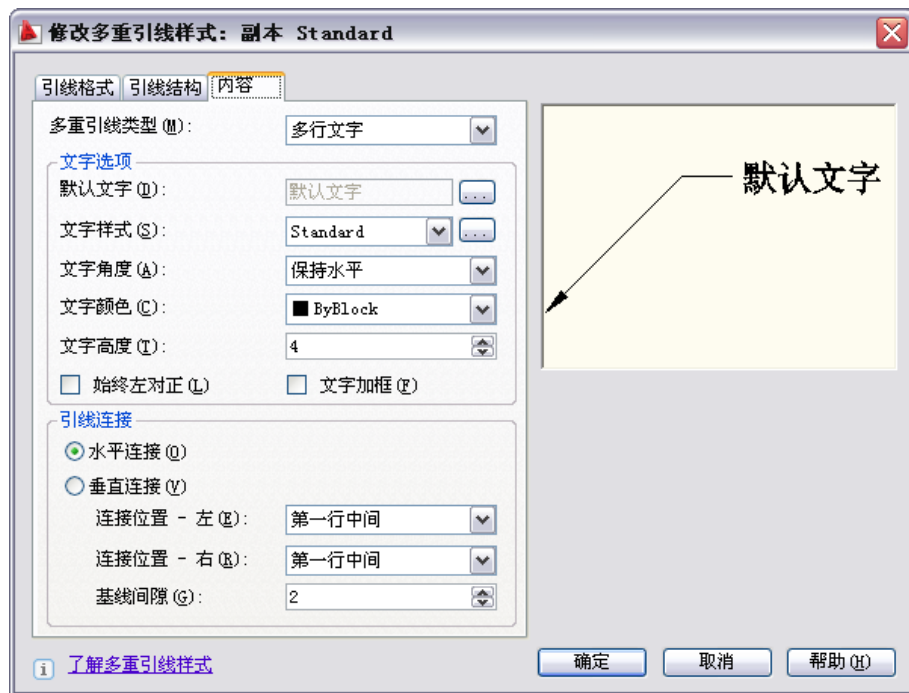 修改多重引线样式: 副本 Standard
引线格式 引线结构 内容
多重引线类型(M): 多行文字
文字选项
默认文字(D): 默认文字 ...
文字样式(S): Standard ...
文字角度(A): 保持水平
文字颜色(C): ByBlock
文字高度(T): 4
始终左对正(L) 文字加框(F)
引线连接
水平连接(O)
垂直连接(V)
连接位置 - 左(E): 第一行中间
连接位置 - 右(R): 第一行中间
基线间隙(G): 2
默认文字
了解多重引线样式
确定 取消 帮助(H)